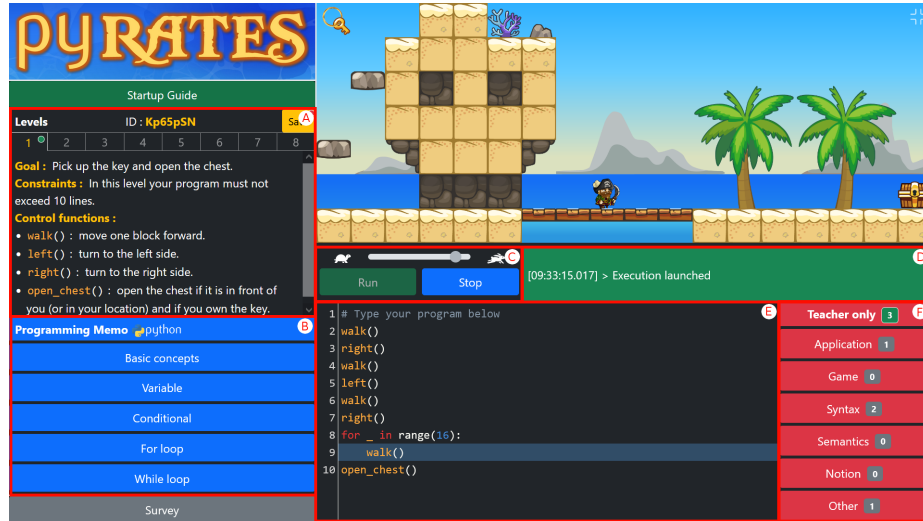 pyRATES
Startup Guide
Levels ID : Kp65pSN Sa A
1 2 3 4 5 6 7 8
Goal : Pick up the key and open the chest.
Constraints : In this level your program must not
exceed 10 lines.
Control functions :
• walk() : move one block forward.
• left() : turn to the left side.
• right() : turn to the right side.
• open_chest() : open the chest if it is in front of
you (or in your location) and if you own the key.
Programming Memo python B
Basic concepts
Variable
Conditional
For loop
While loop
Survey
C
Run Stop
D
[09:33:15.017] > Execution launched
E
1 # Type your program below
2 walk()
3 right()
4 walk()
5 left()
6 walk()
7 right()
8 for _ in range(16):
9 walk()
10 open_chest()
Teacher only 3 F
Application 1
Game 0
Syntax 2
Semantics 0
Notion 0
Other 1